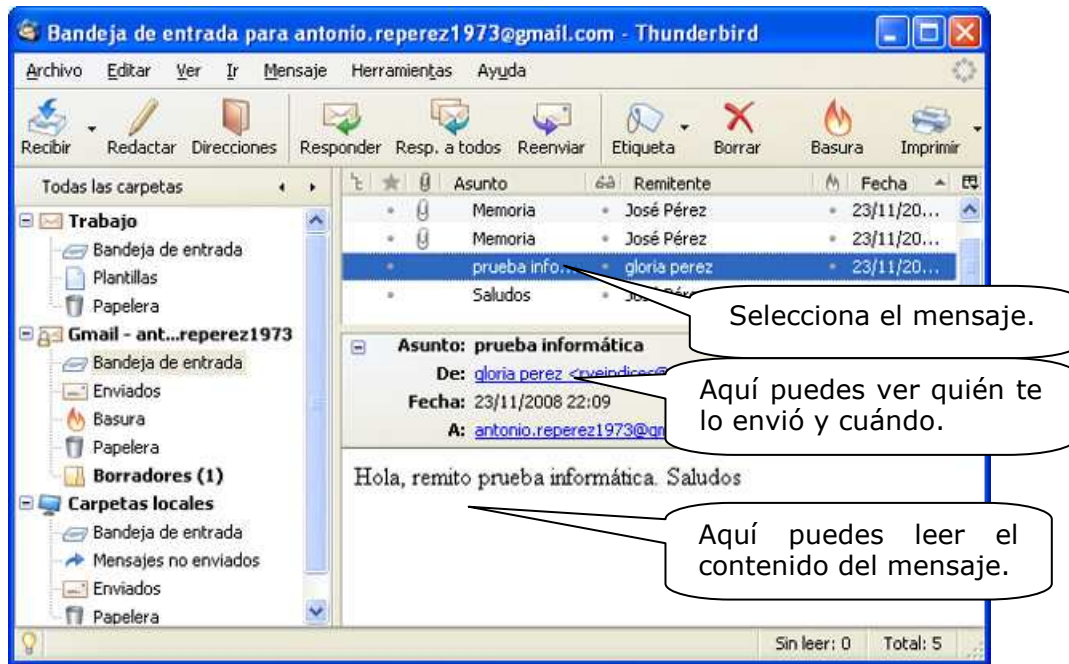 Bandeja de entrada para antonio.reperez1973@gmail.com - Thunderbird
Archivo Editar Ver Ir Mensaje Herramientas Ayuda
Recibir Redactar Direcciones Responder Resp. a todos Reenviar Etiqueta Borrar Basura Imprimir
Todas las carpetas
Trabajo
Bandeja de entrada
Plantillas
Papelera
Gmail - ant...reperez1973
Bandeja de entrada
Enviados
Basura
Papelera
Borradores (1)
Carpetas locales
Bandeja de entrada
Mensajes no enviados
Enviados
Papelera
Asunto Remitente Fecha
Memoria José Pérez 23/11/20...
Memoria José Pérez 23/11/20...
prueba info... gloria perez 23/11/20...
Saludos José
Selecciona el mensaje.
Asunto: prueba informática
De: gloria perez
Fecha: 23/11/2008 22:09
A: antonio.reperez1973@gm
Aquí puedes ver quién te
lo envió y cuándo.
Hola, remito prueba informática. Saludos
Aquí puedes leer el
contenido del mensaje.
Sin leer: 0 Total: 5